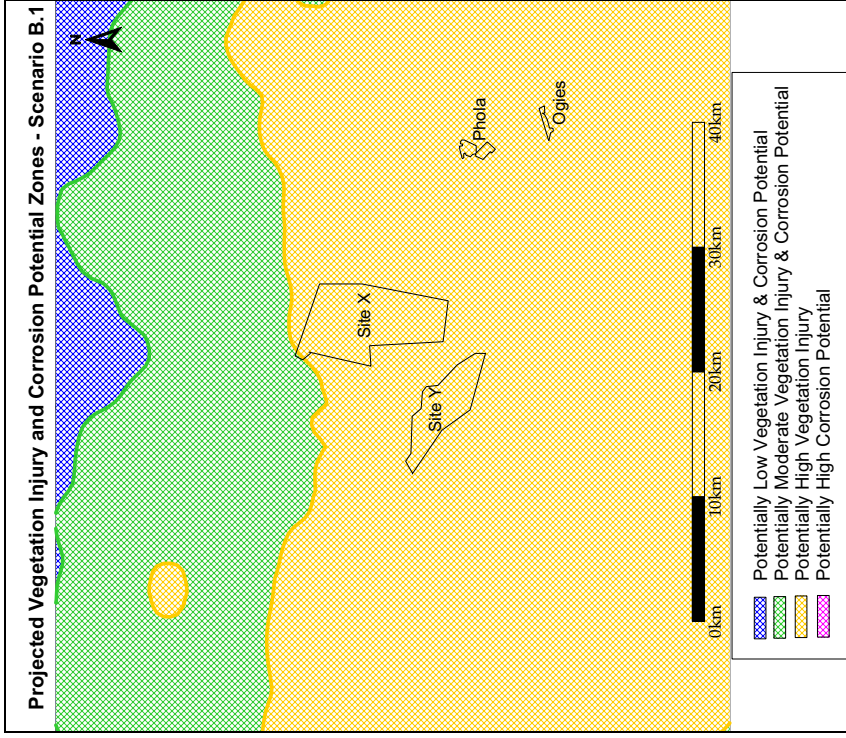 Projected Vegetation Injury and Corrosion Potential Zones - Scenario B.1
N
Site X
Site Y
Phola
Ogies
0km 10km 20km 30km 40km
Potentially Low Vegetation Injury & Corrosion Potential
Potentially Moderate Vegetation Injury & Corrosion Potential
Potentially High Vegetation Injury
Potentially High Corrosion Potential